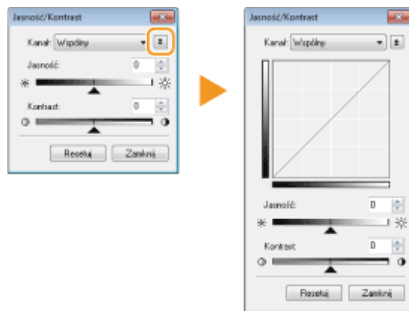 Jasność/Kontrast
Kanał: Wspólny
Jasność: 0
Kontrast: 0
Resetuj Zamknij
Jasność/Kontrast
Kanał: Wspólny
Jasność: 0
Kontrast: 0
Resetuj Zamknij